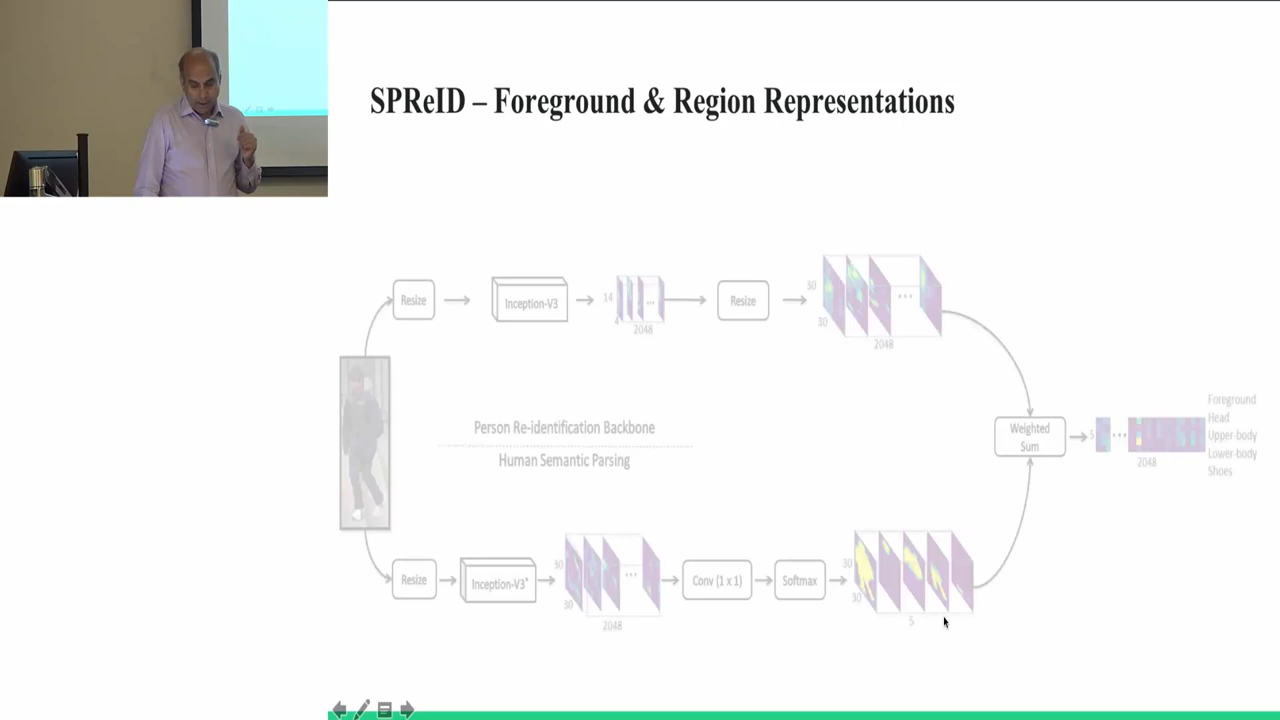 SPReID – Foreground & Region Representations
Resize
Inception-V3
14
4
2048
Resize
30
30
2048
Person Re-identification Backbone
Human Semantic Parsing
Weighted
Sum
5
2048
Foreground
Head
Upper-body
Lower-body
Shoes
Resize
Inception-V3*
30
30
2048
Conv (1 x 1)
Softmax
30
30
5